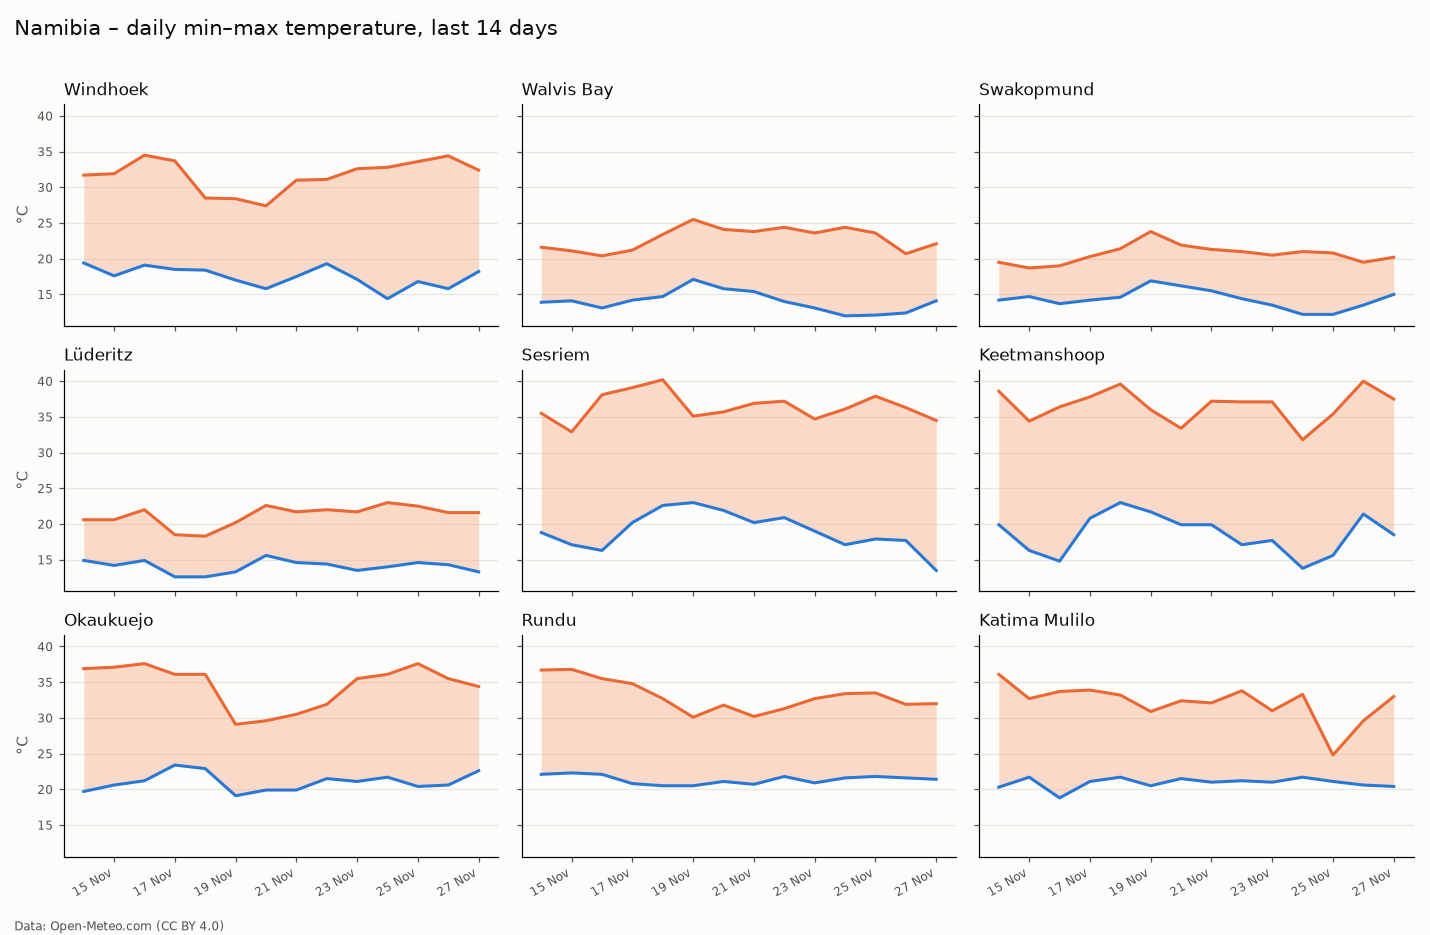 Namibia – daily min–max temperature, last 14 days
Windhoek
Walvis Bay
Swakopmund
40
35
30
25
20
15
°C
Lüderitz
Sesriem
Keetmanshoop
40
35
30
25
20
15
°C
Okaukuejo
Rundu
Katima Mulilo
40
35
30
25
20
15
°C
15 Nov
17 Nov
19 Nov
21 Nov
23 Nov
25 Nov
27 Nov
15 Nov
17 Nov
19 Nov
21 Nov
23 Nov
25 Nov
27 Nov
15 Nov
17 Nov
19 Nov
21 Nov
23 Nov
25 Nov
27 Nov
Data: Open-Meteo.com (CC BY 4.0)